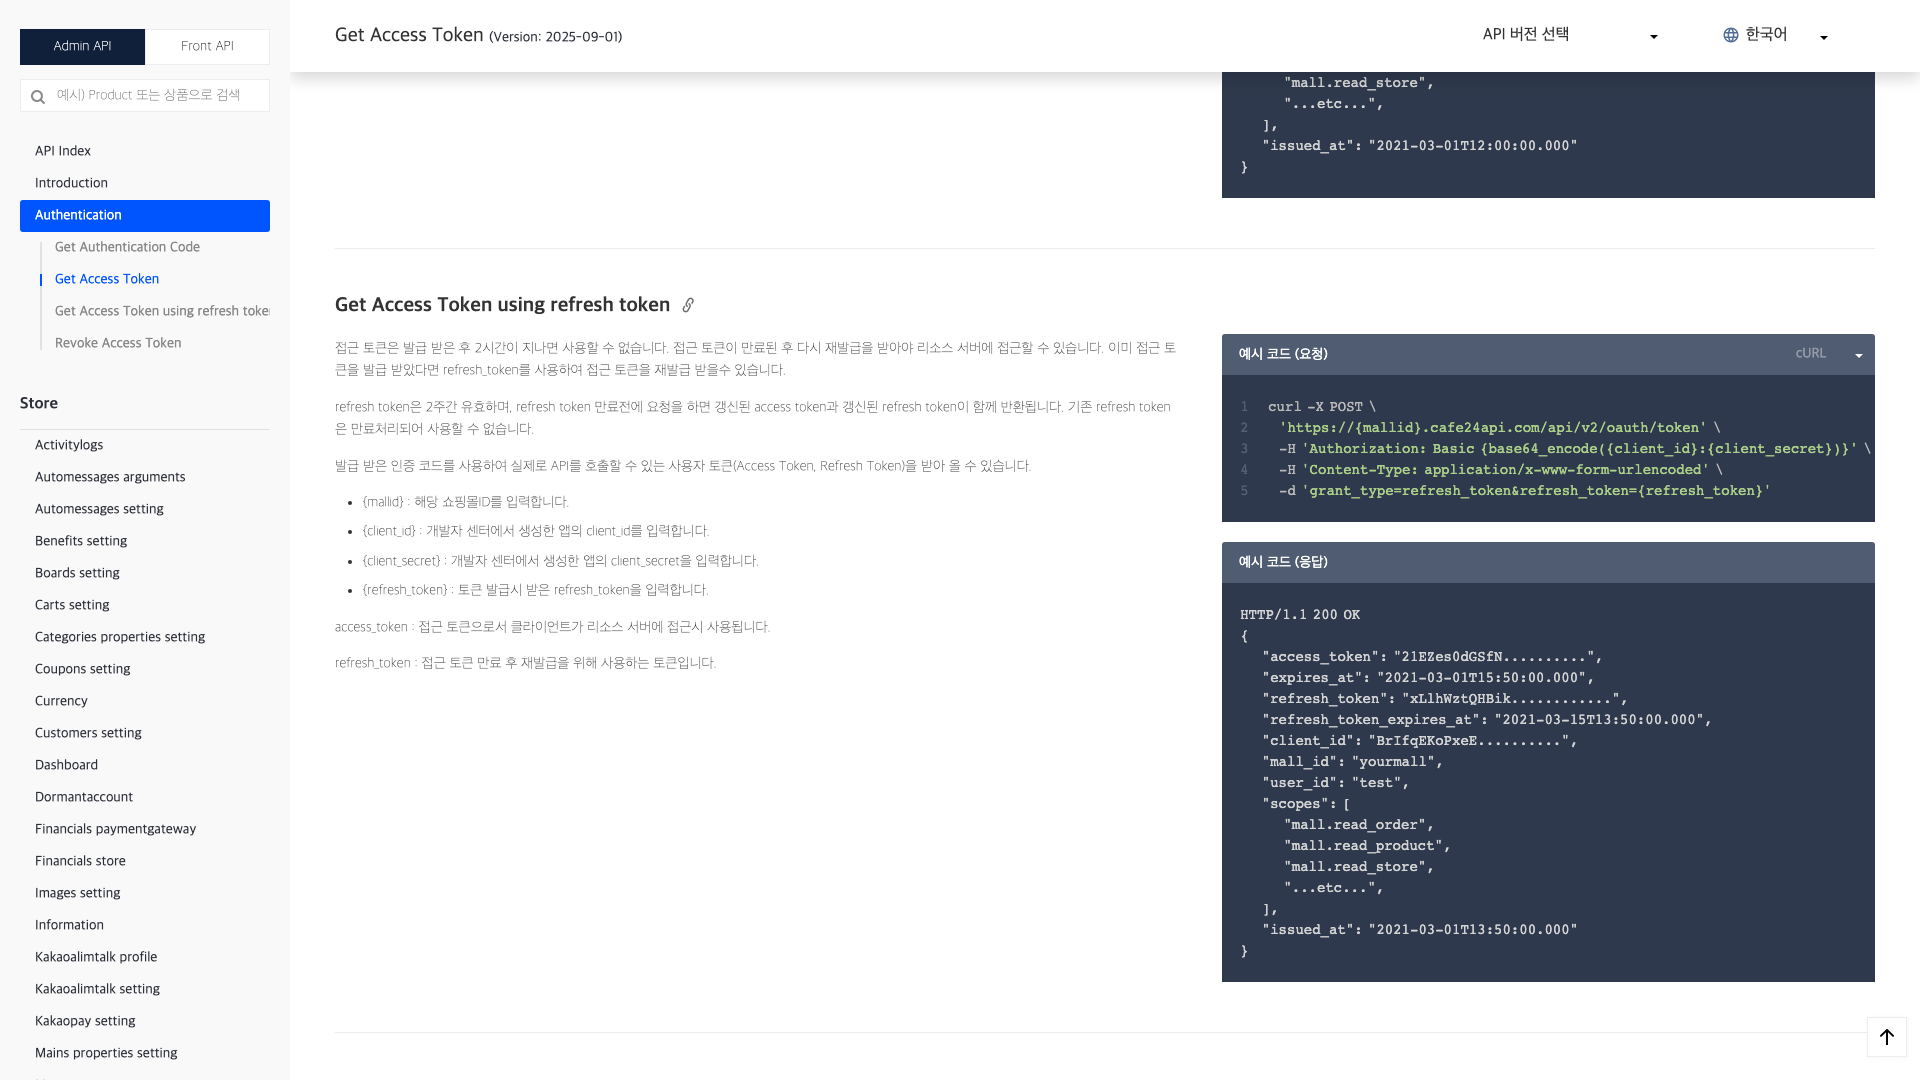 Admin API
Front API
예시) Product 또는 상품으로 검색
API Index
Introduction
Authentication
Get Authentication Code
Get Access Token
Get Access Token using refresh toke
Revoke Access Token
Store
Activitylogs
Automessages arguments
Automessages setting
Benefits setting
Boards setting
Carts setting
Categories properties setting
Coupons setting
Currency
Customers setting
Dashboard
Dormantaccount
Financials paymentgateway
Financials store
Images setting
Information
Kakaoalimtalk profile
Kakaoalimtalk setting
Kakaopay setting
Mains properties setting
Get Access Token (Version: 2025-09-01)
API 버전 선택
한국어
"mall.read_store",
"...etc...",
],
"issued_at": "2021-03-01T12:00:00.000"
}
Get Access Token using refresh token
접근 토큰은 발급 받은 후 2시간이 지나면 사용할 수 없습니다. 접근 토큰이 만료된 후 다시 재발급을 받아야 리소스 서버에 접근할 수 있습니다. 이미 접근 토
큰을 발급 받았다면 refresh_token를 사용하여 접근 토큰을 재발급 받을수 있습니다.
refresh token은 2주간 유효하며, refresh token 만료전에 요청을 하면 갱신된 access token과 갱신된 refresh token이 함께 반환됩니다. 기존 refresh token
은 만료처리되어 사용할 수 없습니다.
발급 받은 인증 코드를 사용하여 실제로 API를 호출할 수 있는 사용자 토큰(Access Token, Refresh Token)을 받아 올 수 있습니다.
• {mallid} : 해당 쇼핑몰ID를 입력합니다.
• {client_id} : 개발자 센터에서 생성한 앱의 client_id를 입력합니다.
• {client_secret} : 개발자 센터에서 생성한 앱의 client_secret을 입력합니다.
• {refresh_token} : 토큰 발급시 받은 refresh_token을 입력합니다.
access_token : 접근 토큰으로서 클라이언트가 리소스 서버에 접근시 사용됩니다.
refresh_token : 접근 토큰 만료 후 재발급을 위해 사용하는 토큰입니다.
예시 코드 (요청)
cURL
1 curl -X POST \
2 'https://{mallid}.cafe24api.com/api/v2/oauth/token' \
3 -H 'Authorization: Basic {base64_encode({client_id}:{client_secret})}' \
4 -H 'Content-Type: application/x-www-form-urlencoded' \
5 -d 'grant_type=refresh_token&refresh_token={refresh_token}'
예시 코드 (응답)
HTTP/1.1 200 OK
{
"access_token": "21EZes0dGSfN..........",
"expires_at": "2021-03-01T15:50:00.000",
"refresh_token": "xLlhWztQHBik............",
"refresh_token_expires_at": "2021-03-15T13:50:00.000",
"client_id": "BrIfqEKoPxeE..........",
"mall_id": "yourmall",
"user_id": "test",
"scopes": [
"mall.read_order",
"mall.read_product",
"mall.read_store",
"...etc...",
],
"issued_at": "2021-03-01T13:50:00.000"
}